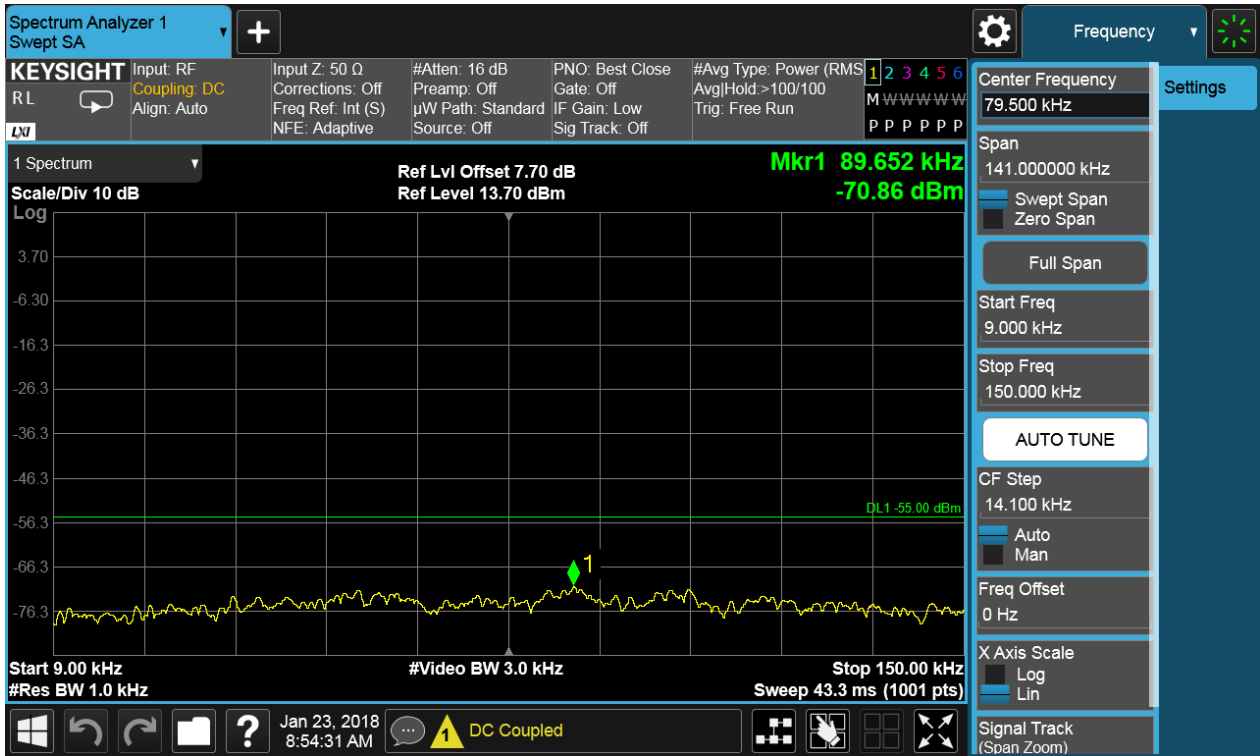 Spectrum Analyzer 1
Swept SA
+
Frequency
KEYSIGHT
RL
LXI
Input: RF
Coupling: DC
Align: Auto
Input Z: 50 Ω
Corrections: Off
Freq Ref: Int (S)
NFE: Adaptive
#Atten: 16 dB
Preamp: Off
µW Path: Standard
Source: Off
PNO: Best Close
Gate: Off
IF Gain: Low
Sig Track: Off
#Avg Type: Power (RMS
Avg|Hold:>100/100
Trig: Free Run
1 2 3 4 5 6
M W W W W W
P P P P P P
1 Spectrum
Scale/Div 10 dB
Log
Ref Lvl Offset 7.70 dB
Ref Level 13.70 dBm
Mkr1 89.652 kHz
-70.86 dBm
3.70
-6.30
-16.3
-26.3
-36.3
-46.3
-56.3
-66.3
-76.3
DL1 -55.00 dBm
1
Start 9.00 kHz
#Res BW 1.0 kHz
#Video BW 3.0 kHz
Stop 150.00 kHz
Sweep 43.3 ms (1001 pts)
Center Frequency
79.500 kHz
Span
141.000000 kHz
Swept Span
Zero Span
Full Span
Start Freq
9.000 kHz
Stop Freq
150.000 kHz
AUTO TUNE
CF Step
14.100 kHz
Auto
Man
Freq Offset
0 Hz
X Axis Scale
Log
Lin
Signal Track
(Span Zoom)
Settings
?
Jan 23, 2018
8:54:31 AM
1
DC Coupled